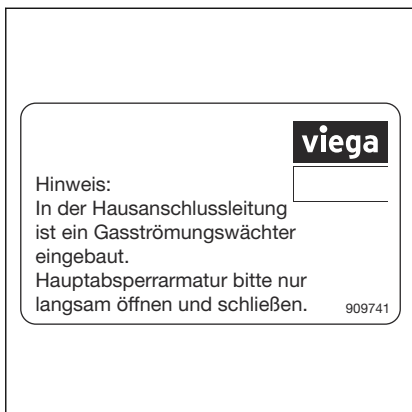 viega
Hinweis:
In der Hausanschlussleitung
ist ein Gasströmungswächter
eingebaut.
Hauptabsperrarmatur bitte nur
langsam öffnen und schließen.
909741